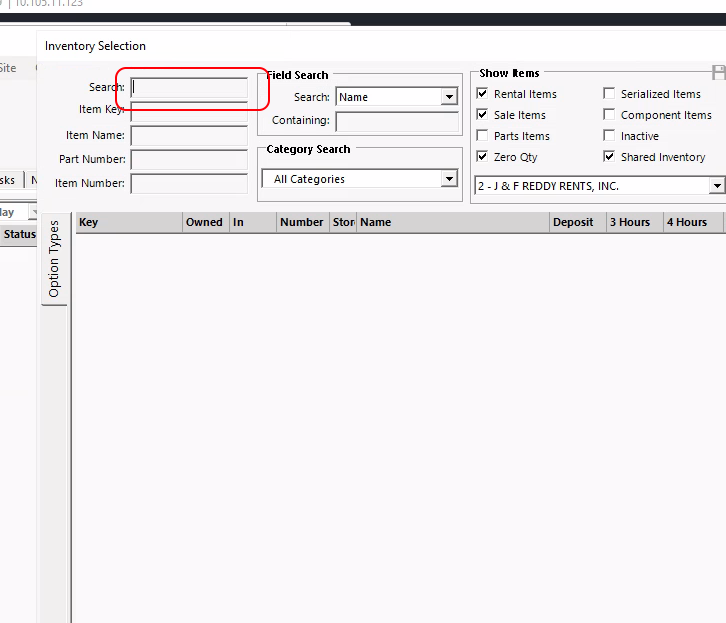 10.105.11.123
Inventory Selection
Site
Search:
Item Key:
Item Name:
Part Number:
Item Number:
Field Search
Search: Name
Containing:
Category Search
All Categories
Show Items
Rental Items
Serialized Items
Sale Items
Component Items
Parts Items
Inactive
Zero Qty
Shared Inventory
2 - J & F REDDY RENTS, INC.
sks
N
lay
Status
Option Types
Key Owned In Number Stor Name Deposit 3 Hours 4 Hours